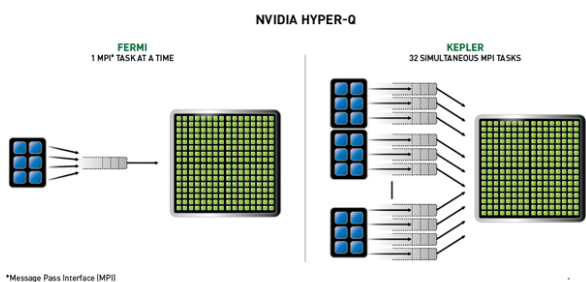 NVIDIA HYPER-Q
FERMI
1 MPI* TASK AT A TIME
KEPLER
32 SIMULTANEOUS MPI TASKS
*Message Pass Interface (MPI)